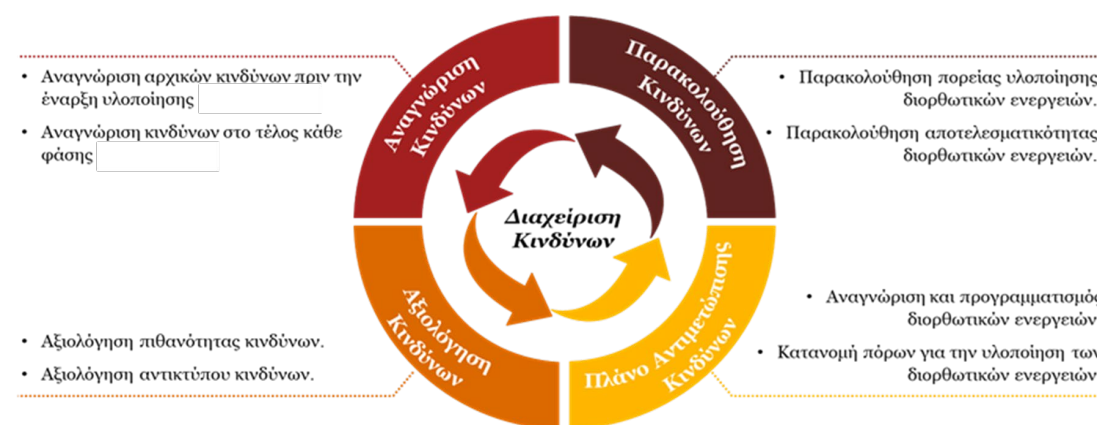 Αναγνώριση
Κινδύνων
• Αναγνώριση αρχικών κινδύνων πριν την
έναρξη υλοποίησης
• Αναγνώριση κινδύνων στο τέλος κάθε
φάσης
Παρακολούθηση
Κινδύνων
• Παρακολούθηση πορείας υλοποίησης
διορθωτικών ενεργειών.
• Παρακολούθηση αποτελεσματικότητας
διορθωτικών ενεργειών.
Διαχείριση
Κινδύνων
Αξιολόγηση
Κινδύνων
• Αξιολόγηση πιθανότητας κινδύνων.
• Αξιολόγηση αντικτύπου κινδύνων.
Πλάνο Αντιμετώπισης
Κινδύνων
• Αναγνώριση και προγραμματισμός
διορθωτικών ενεργειών
• Κατανομή πόρων για την υλοποίηση των
διορθωτικών ενεργειών